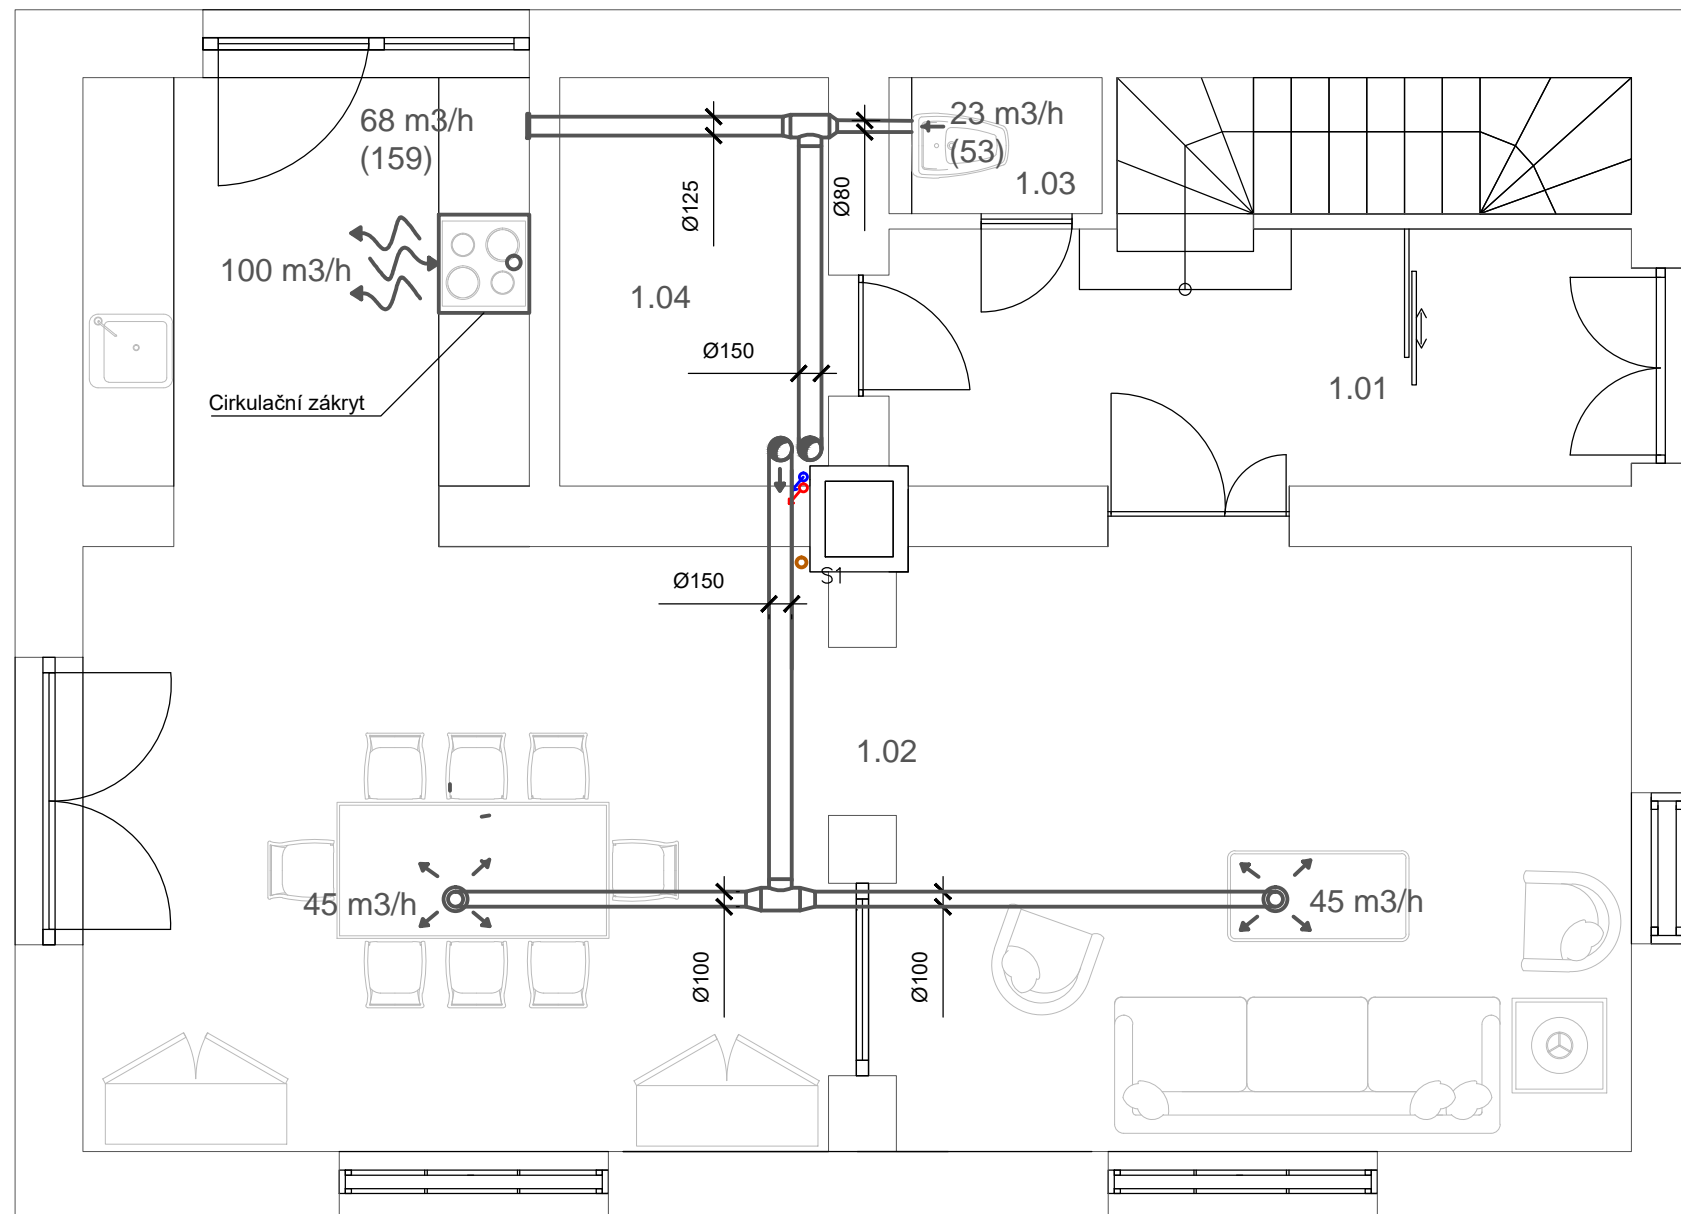 68 m3/h
(159)
23 m3/h
(53)
1.03
Ø125
Ø80
100 m3/h
1.04
Ø150
1.01
Cirkulační zákryt
Ø150
S1
1.02
45 m3/h
45 m3/h
Ø100
Ø100